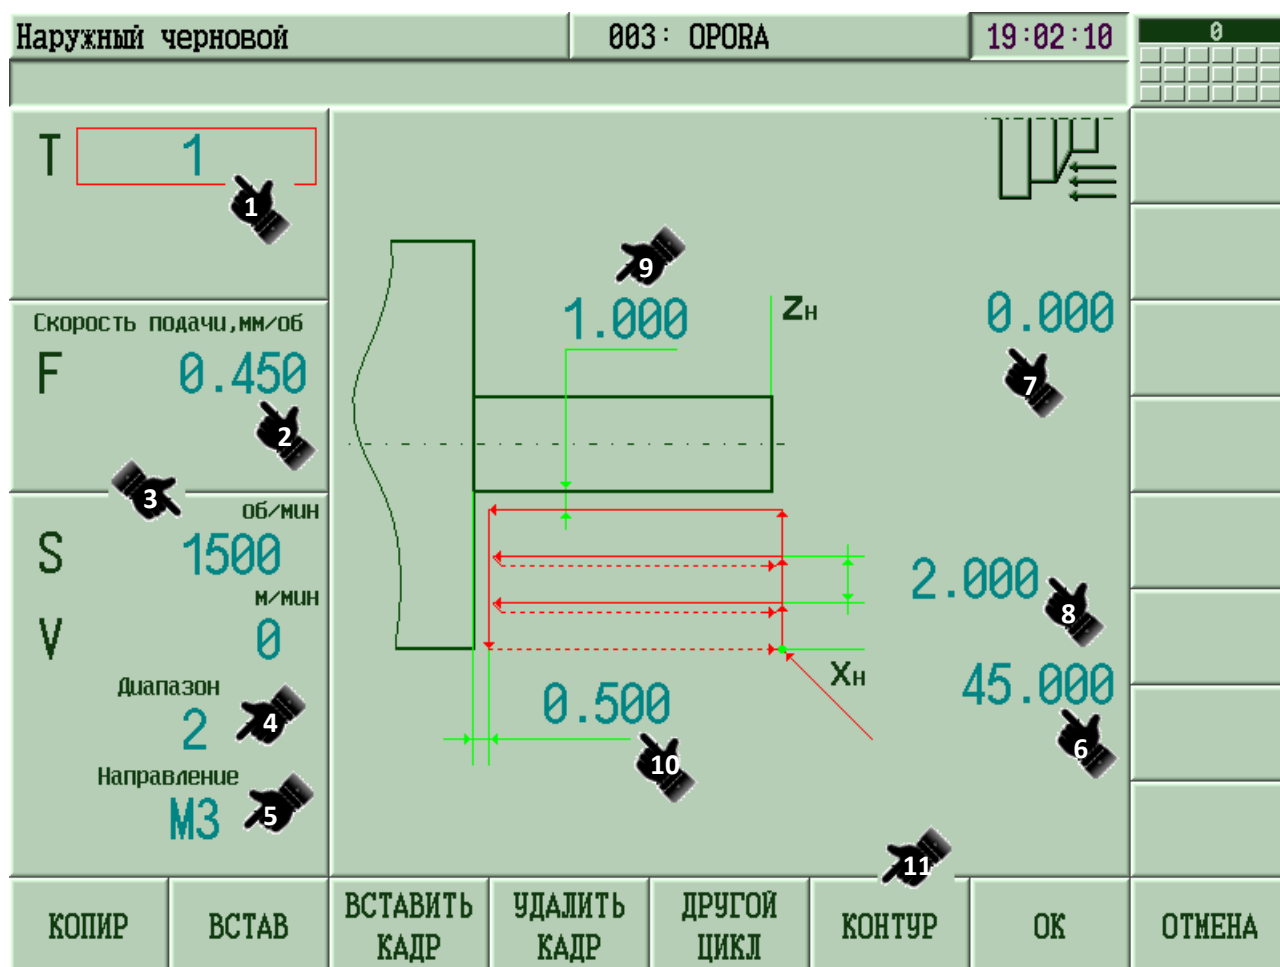 Наружный черновой
003: OPORA
19:02:10
0
T 1
1
Скорость подачи,мм/об
F 0.450
2
3
об/мин
S 1500
м/мин
V 0
Диапазон
2
4
Направление
M3
5
9
1.000
ZН
0.000
7
2.000
8
XН
45.000
6
0.500
10
11
КОПИР
ВСТАВ
ВСТАВИТЬ
КАДР
УДАЛИТЬ
КАДР
ДРУГОЙ
ЦИКЛ
КОНТУР
ОК
ОТМЕНА